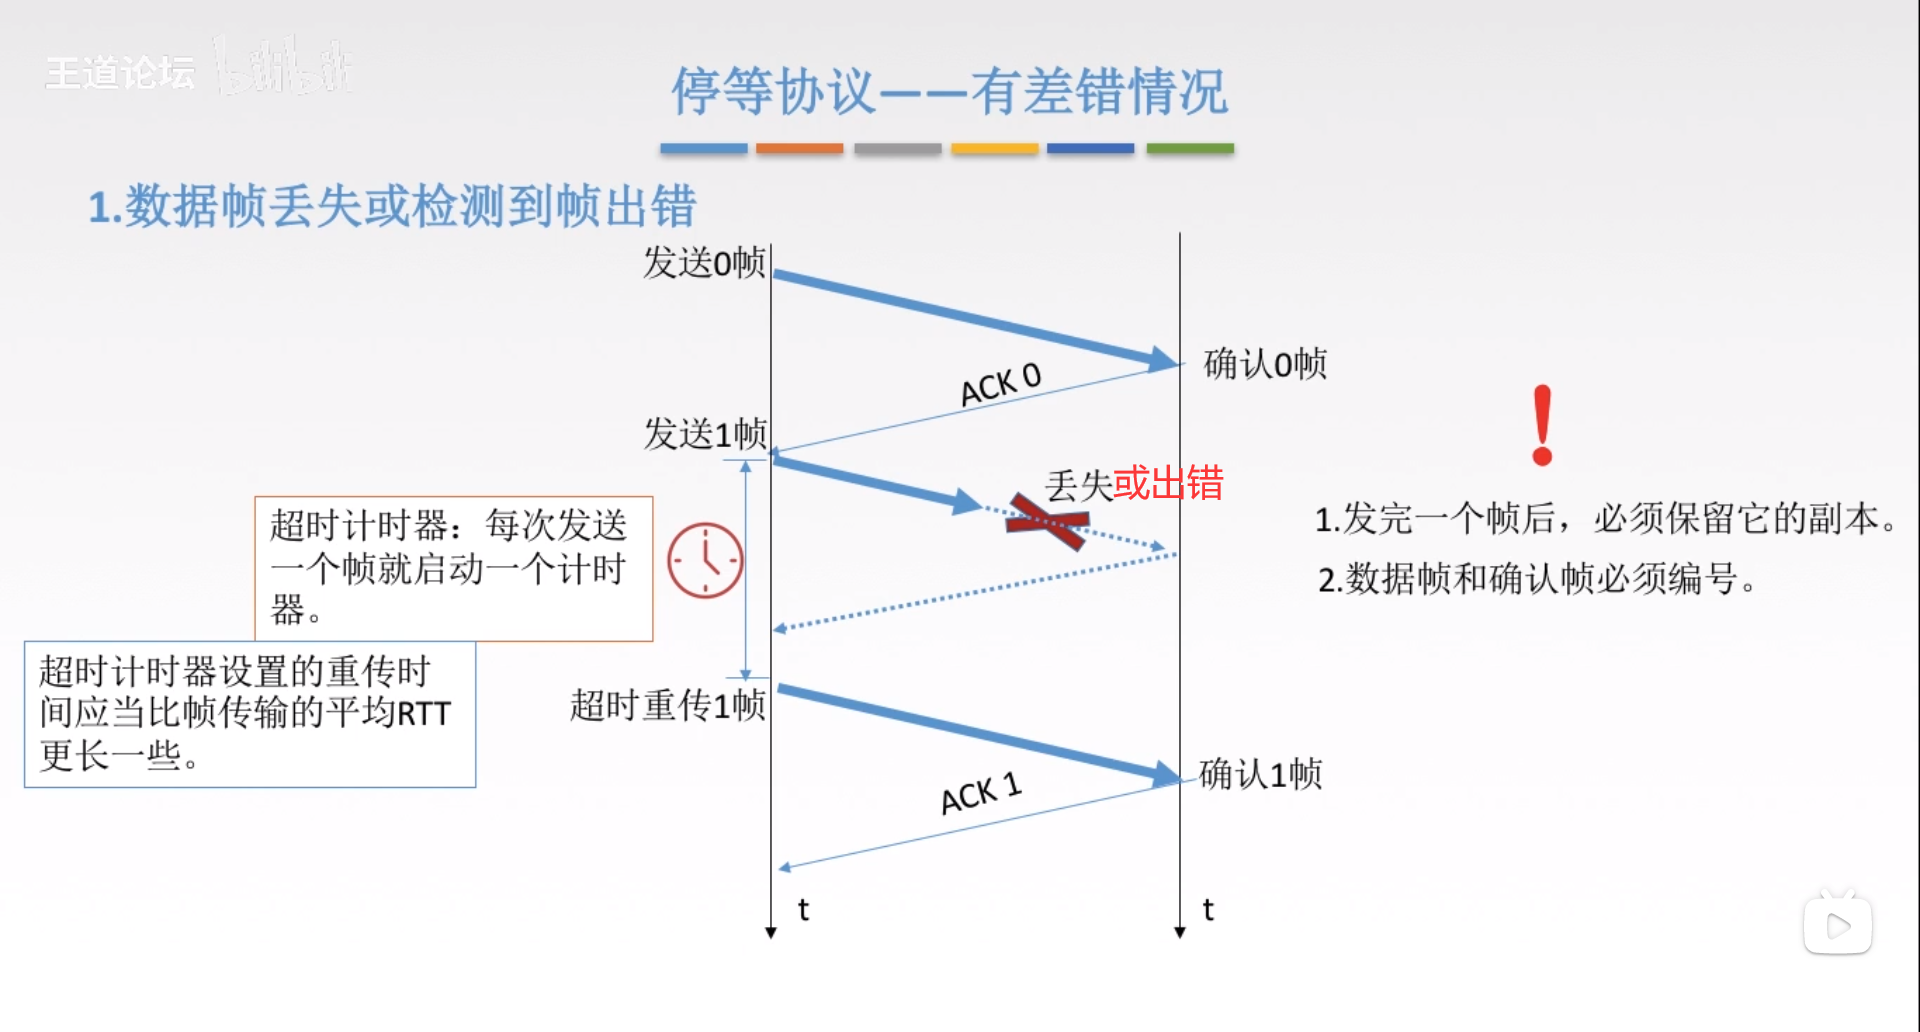 王道论坛 bilibili
停等协议——有差错情况
1.数据帧丢失或检测到帧出错
发送0帧
确认0帧
ACK 0
发送1帧
丢失或出错
超时计时器：每次发送
一个帧就启动一个计时
器。
1.发完一个帧后，必须保留它的副本。
2.数据帧和确认帧必须编号。
超时计时器设置的重传时
间应当比帧传输的平均RTT
更长一些。
超时重传1帧
确认1帧
ACK 1
t
t